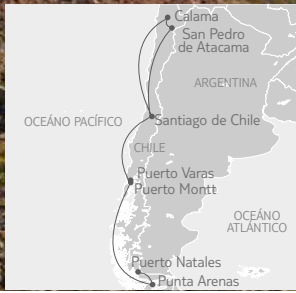 Calama
San Pedro
de Atacama
ARGENTINA
OCEÁNO PACÍFICO
Santiago de Chile
CHILE
Puerto Varas
Puerto Montt
OCEÁNO
ATLÁNTICO
Puerto Natales
Punta Arenas